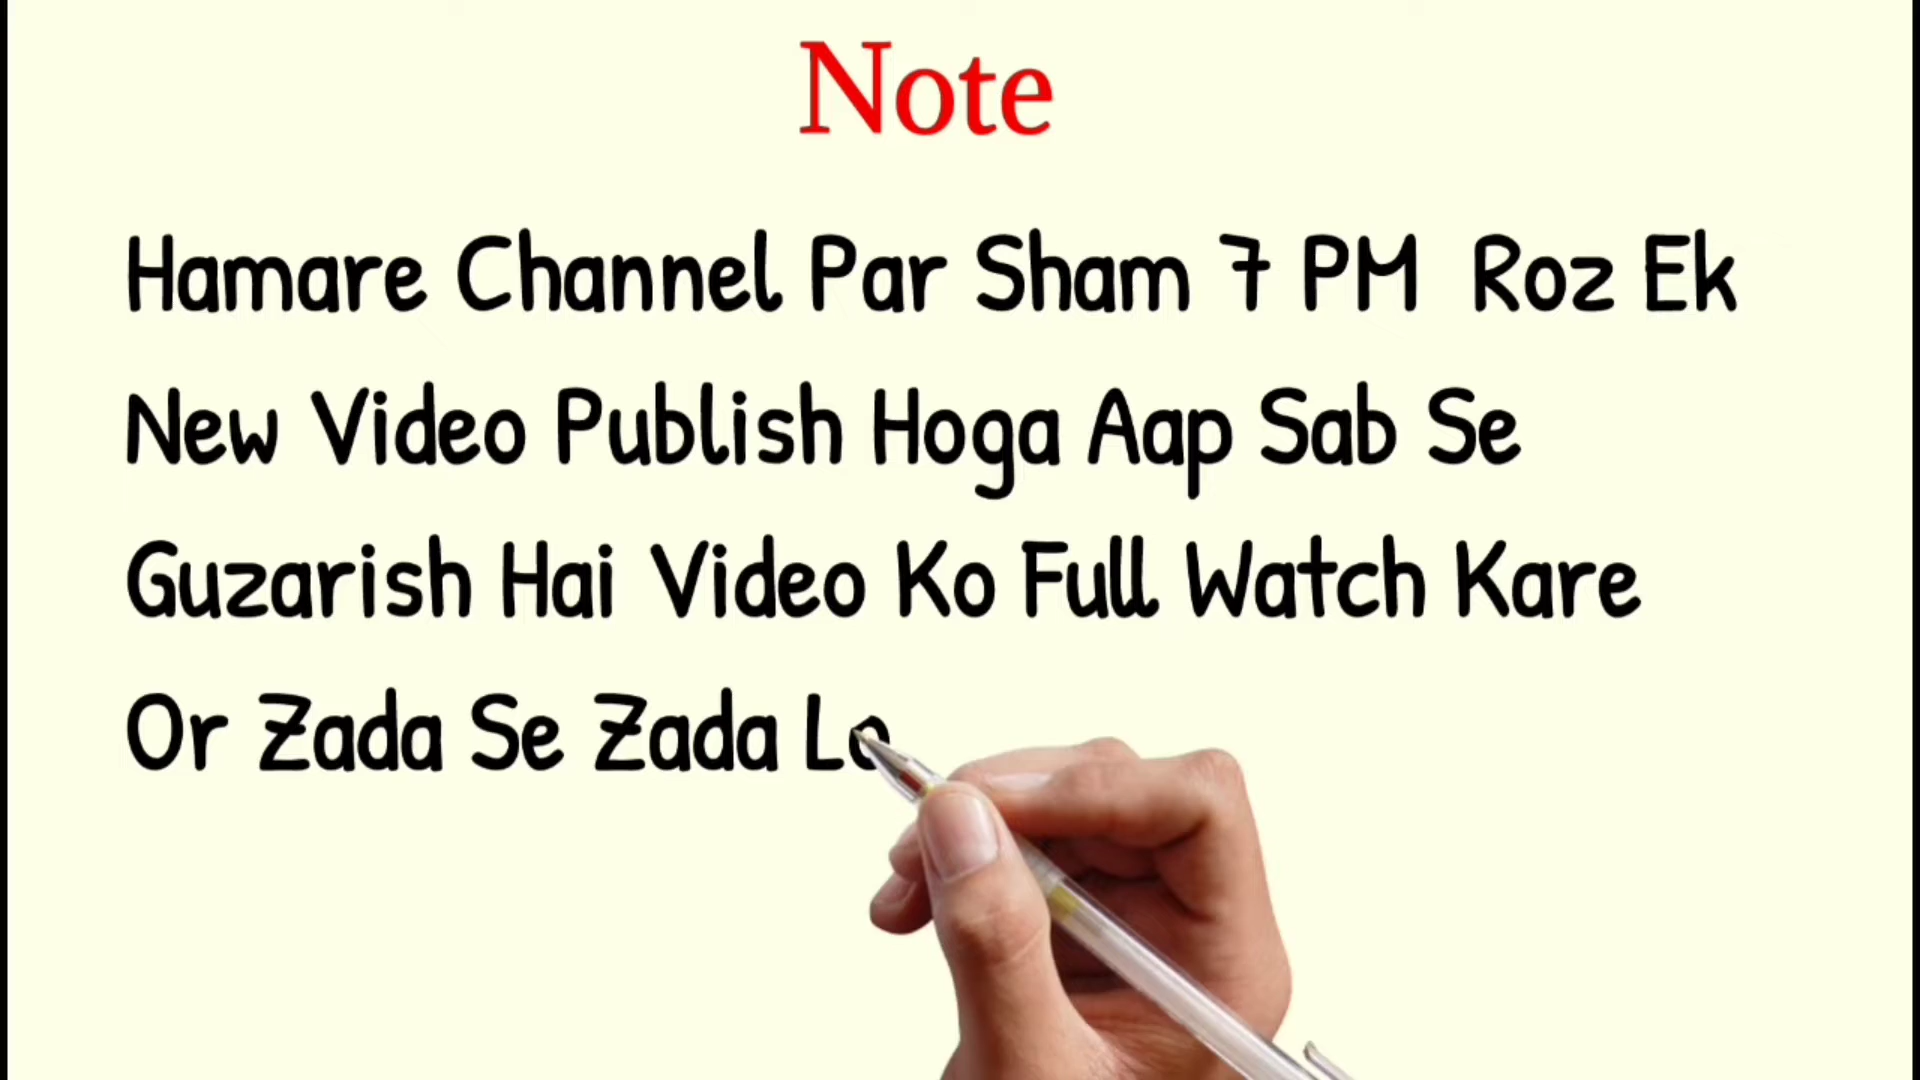 Note
Hamare Channel Par Sham 7 PM Roz Ek
New Video Publish Hoga Aap Sab Se
Guzarish Hai Video Ko Full Watch Kare
Or Zada Se Zada Lo